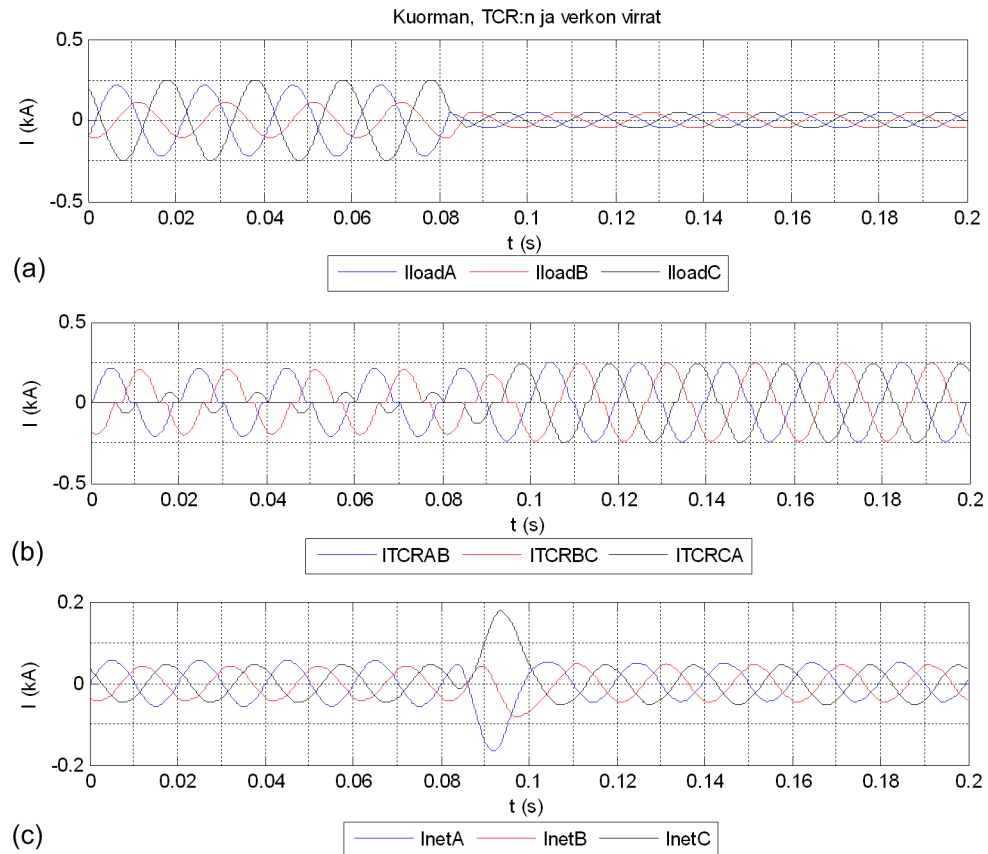 Kuorman, TCR:n ja verkon virrat
I (kA)
0.5
0
-0.5
0 0.02 0.04 0.06 0.08 0.1 0.12 0.14 0.16 0.18 0.2
t (s)
(a)
IloadA IloadB IloadC
I (kA)
0.5
0
-0.5
0 0.02 0.04 0.06 0.08 0.1 0.12 0.14 0.16 0.18 0.2
t (s)
(b)
ITCRAB ITCRBC ITCRCA
I (kA)
0.2
0
-0.2
0 0.02 0.04 0.06 0.08 0.1 0.12 0.14 0.16 0.18 0.2
t (s)
(c)
InetA InetB InetC